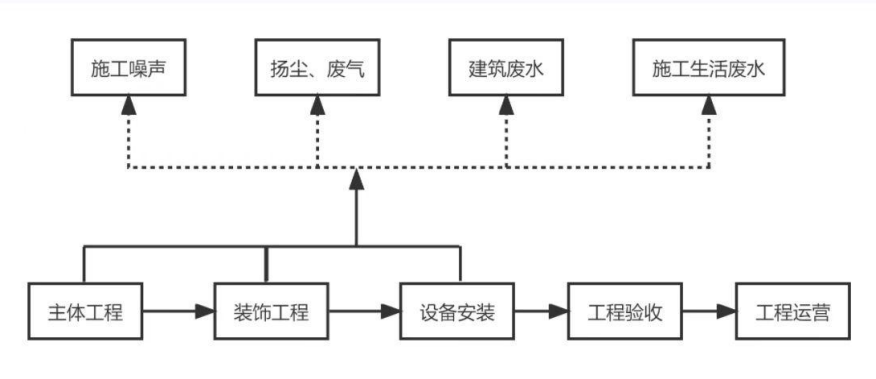 施工噪声
扬尘、废气
建筑废水
施工生活废水
主体工程
装饰工程
设备安装
工程验收
工程运营